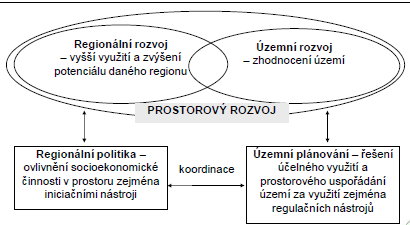 Regionální rozvoj
– vyšší využití a zvýšení
potenciálu daného regionu
Územní rozvoj
– zhodnocení území
PROSTOROVÝ ROZVOJ
Regionální politika –
ovlivnění socioekonomické
činnosti v prostoru zejména
iniciačními nástroji
koordinace
Územní plánování – řešení
účelného využití a
prostorového uspořádání
území za využití zejména
regulačních nástrojů